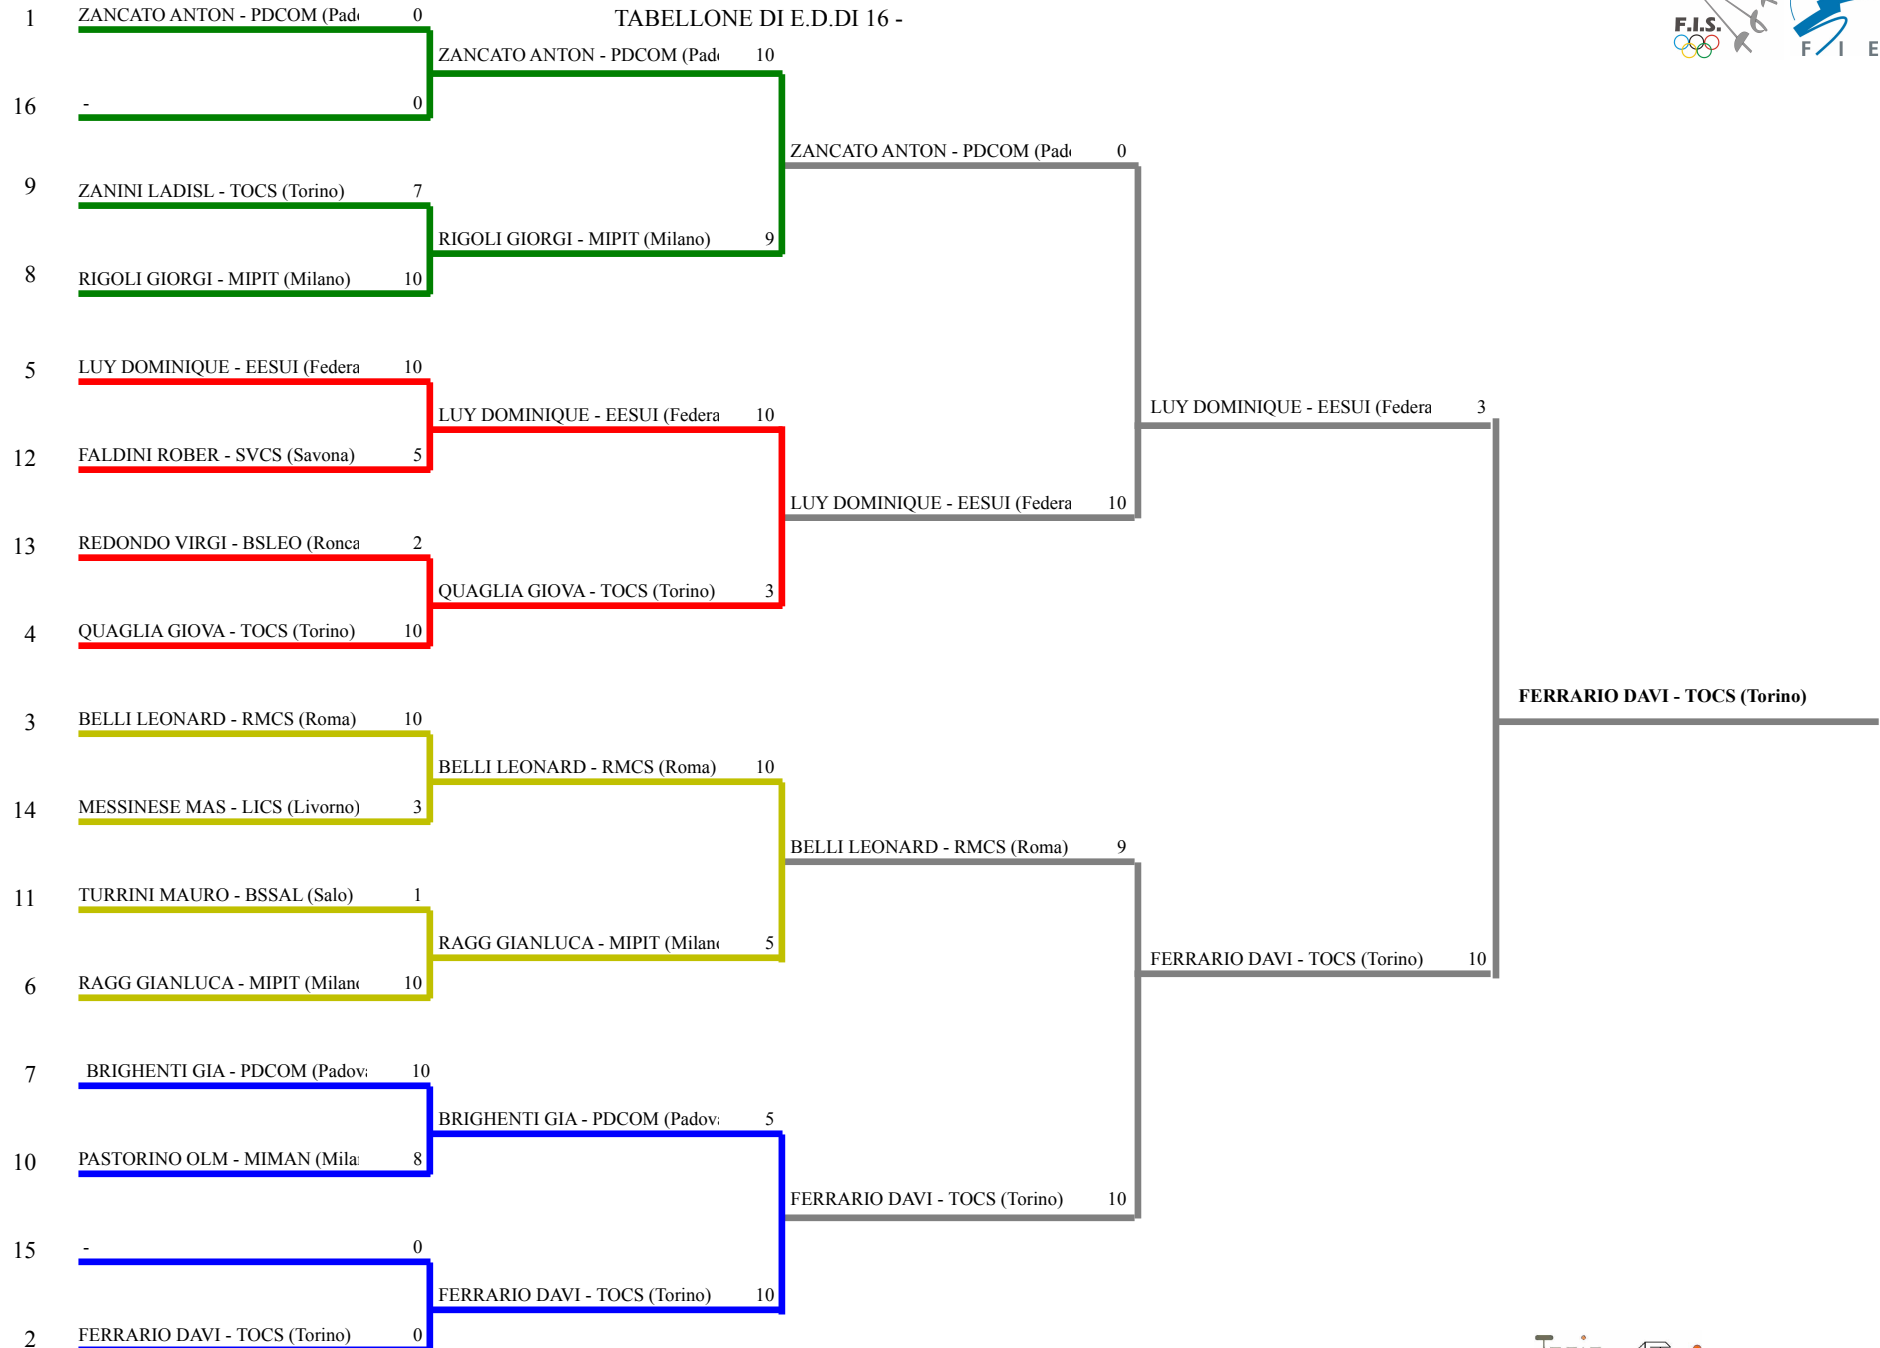 1 ZANCATO ANTON - PDCOM (Pad 0
TABELLONE DI E.D.DI 16 -
F.I.S.
F I E
ZANCATO ANTON - PDCOM (Pad 10
16 - 0
ZANCATO ANTON - PDCOM (Pad 0
9 ZANINI LADISL - TOCS (Torino) 7
RIGOLI GIORGI - MIPIT (Milano) 9
8 RIGOLI GIORGI - MIPIT (Milano) 10
5 LUY DOMINIQUE - EESUI (Federa 10
LUY DOMINIQUE - EESUI (Federa 10
LUY DOMINIQUE - EESUI (Federa 3
12 FALDINI ROBER - SVCS (Savona) 5
LUY DOMINIQUE - EESUI (Federa 10
13 REDONDO VIRGI - BSLEO (Ronca 2
QUAGLIA GIOVA - TOCS (Torino) 3
4 QUAGLIA GIOVA - TOCS (Torino) 10
FERRARIO DAVI - TOCS (Torino)
3 BELLI LEONARD - RMCS (Roma) 10
BELLI LEONARD - RMCS (Roma) 10
14 MESSINESE MAS - LICS (Livorno) 3
BELLI LEONARD - RMCS (Roma) 9
11 TURRINI MAURO - BSSAL (Salo) 1
RAGG GIANLUCA - MIPIT (Milan 5
FERRARIO DAVI - TOCS (Torino) 10
6 RAGG GIANLUCA - MIPIT (Milan 10
7 BRIGHENTI GIA - PDCOM (Padov 10
BRIGHENTI GIA - PDCOM (Padov 5
10 PASTORINO OLM - MIMAN (Mila 8
FERRARIO DAVI - TOCS (Torino) 10
15 - 0
FERRARIO DAVI - TOCS (Torino) 10
2 FERRARIO DAVI - TOCS (Torino) 0